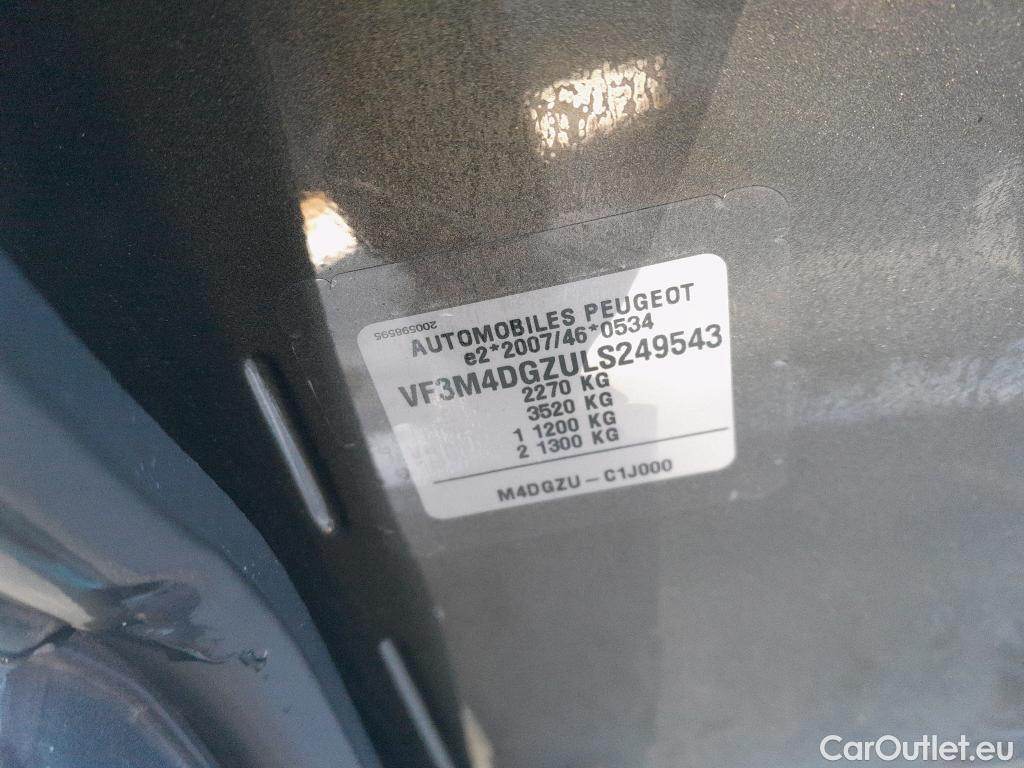 200598595
AUTOMOBILES PEUGEOT
e2*2007/46*0534
VF3M4DGZULS249543
2270 KG
3520 KG
1 1200 KG
2 1300 KG
M4DGZU - C1J000
CarOutlet.eu